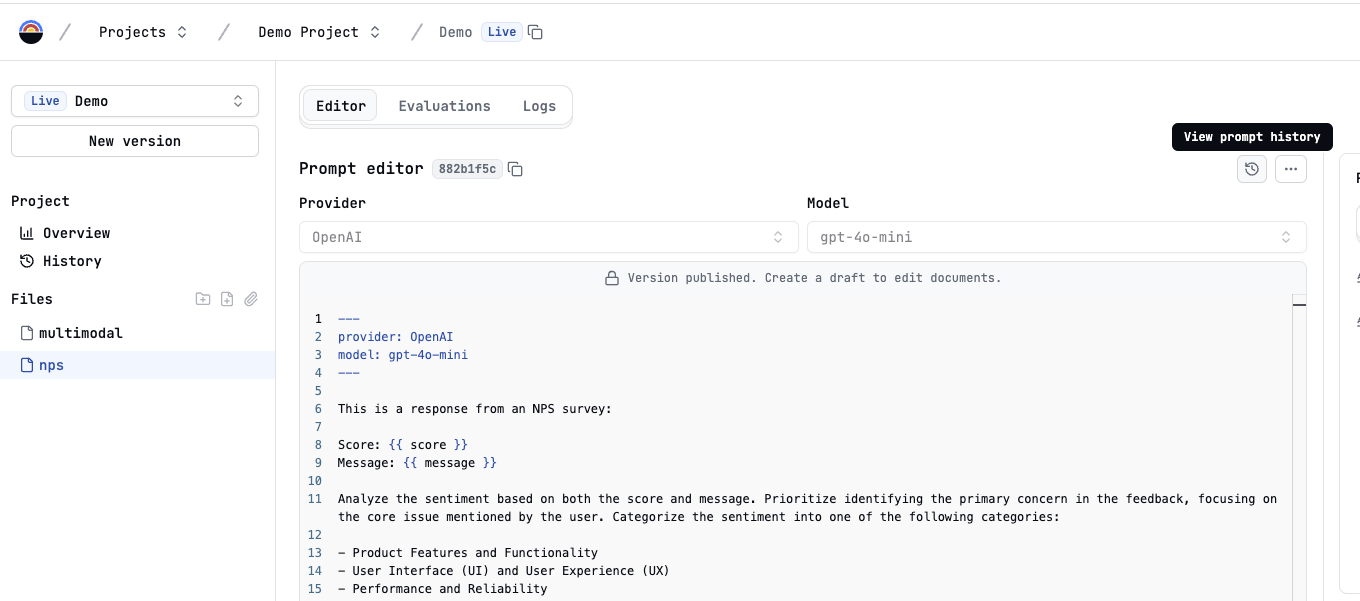 Projects
Demo Project
Demo Live
Live Demo
New version
Project
Overview
History
Files
multimodal
nps
Editor Evaluations Logs
View prompt history
Prompt editor 882b1f5c
Provider
Model
OpenAI
gpt-4o-mini
Version published. Create a draft to edit documents.
1 ---
2 provider: OpenAI
3 model: gpt-4o-mini
4 ---
5
6 This is a response from an NPS survey:
7
8 Score: {{ score }}
9 Message: {{ message }}
10
11 Analyze the sentiment based on both the score and message. Prioritize identifying the primary concern in the feedback, focusing on
the core issue mentioned by the user. Categorize the sentiment into one of the following categories:
12
13 - Product Features and Functionality
14 - User Interface (UI) and User Experience (UX)
15 - Performance and Reliability